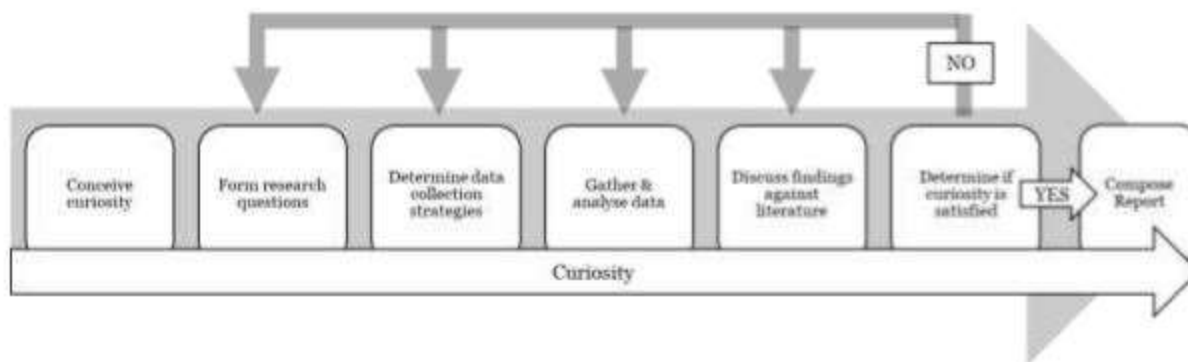 NO
Conceive
curiosity
Form research
questions
Determine data
collection
strategies
Gather &
analyse data
Discuss findings
against
literature
Determine if
curiosity is
satisfied
YES
Compose
Report
Curiosity